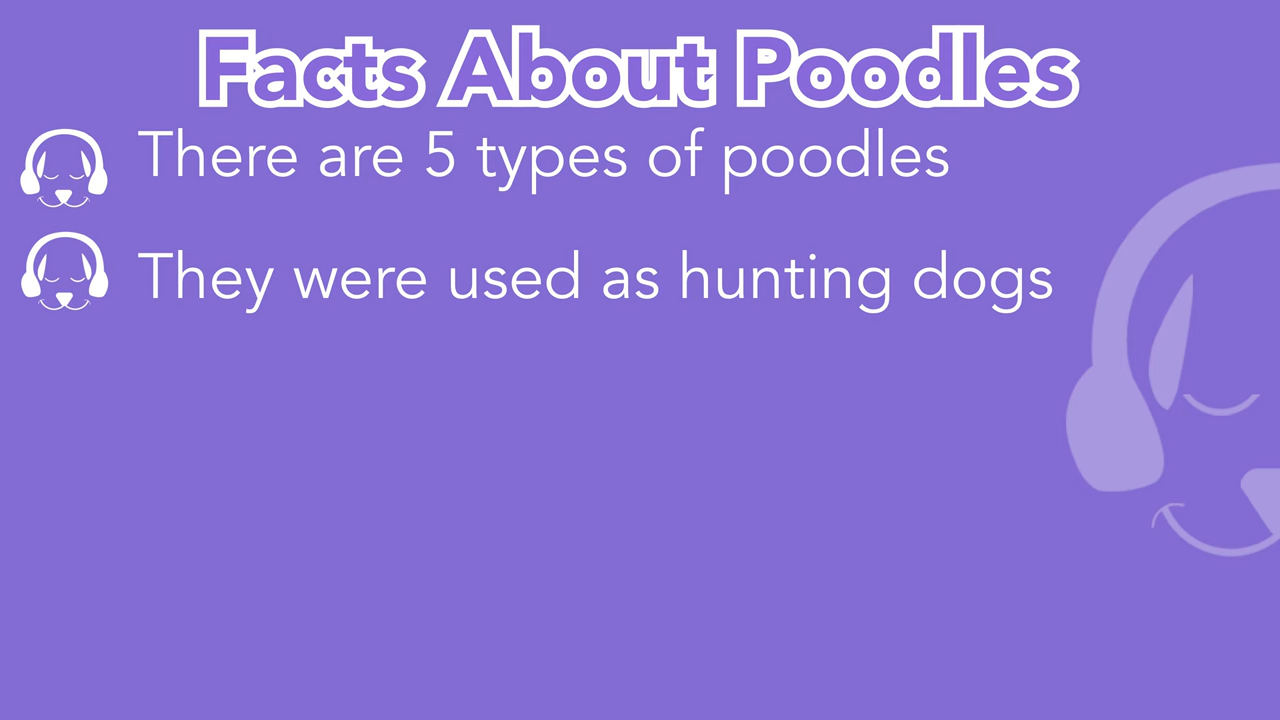 Facts About Poodles
There are 5 types of poodles
They were used as hunting dogs